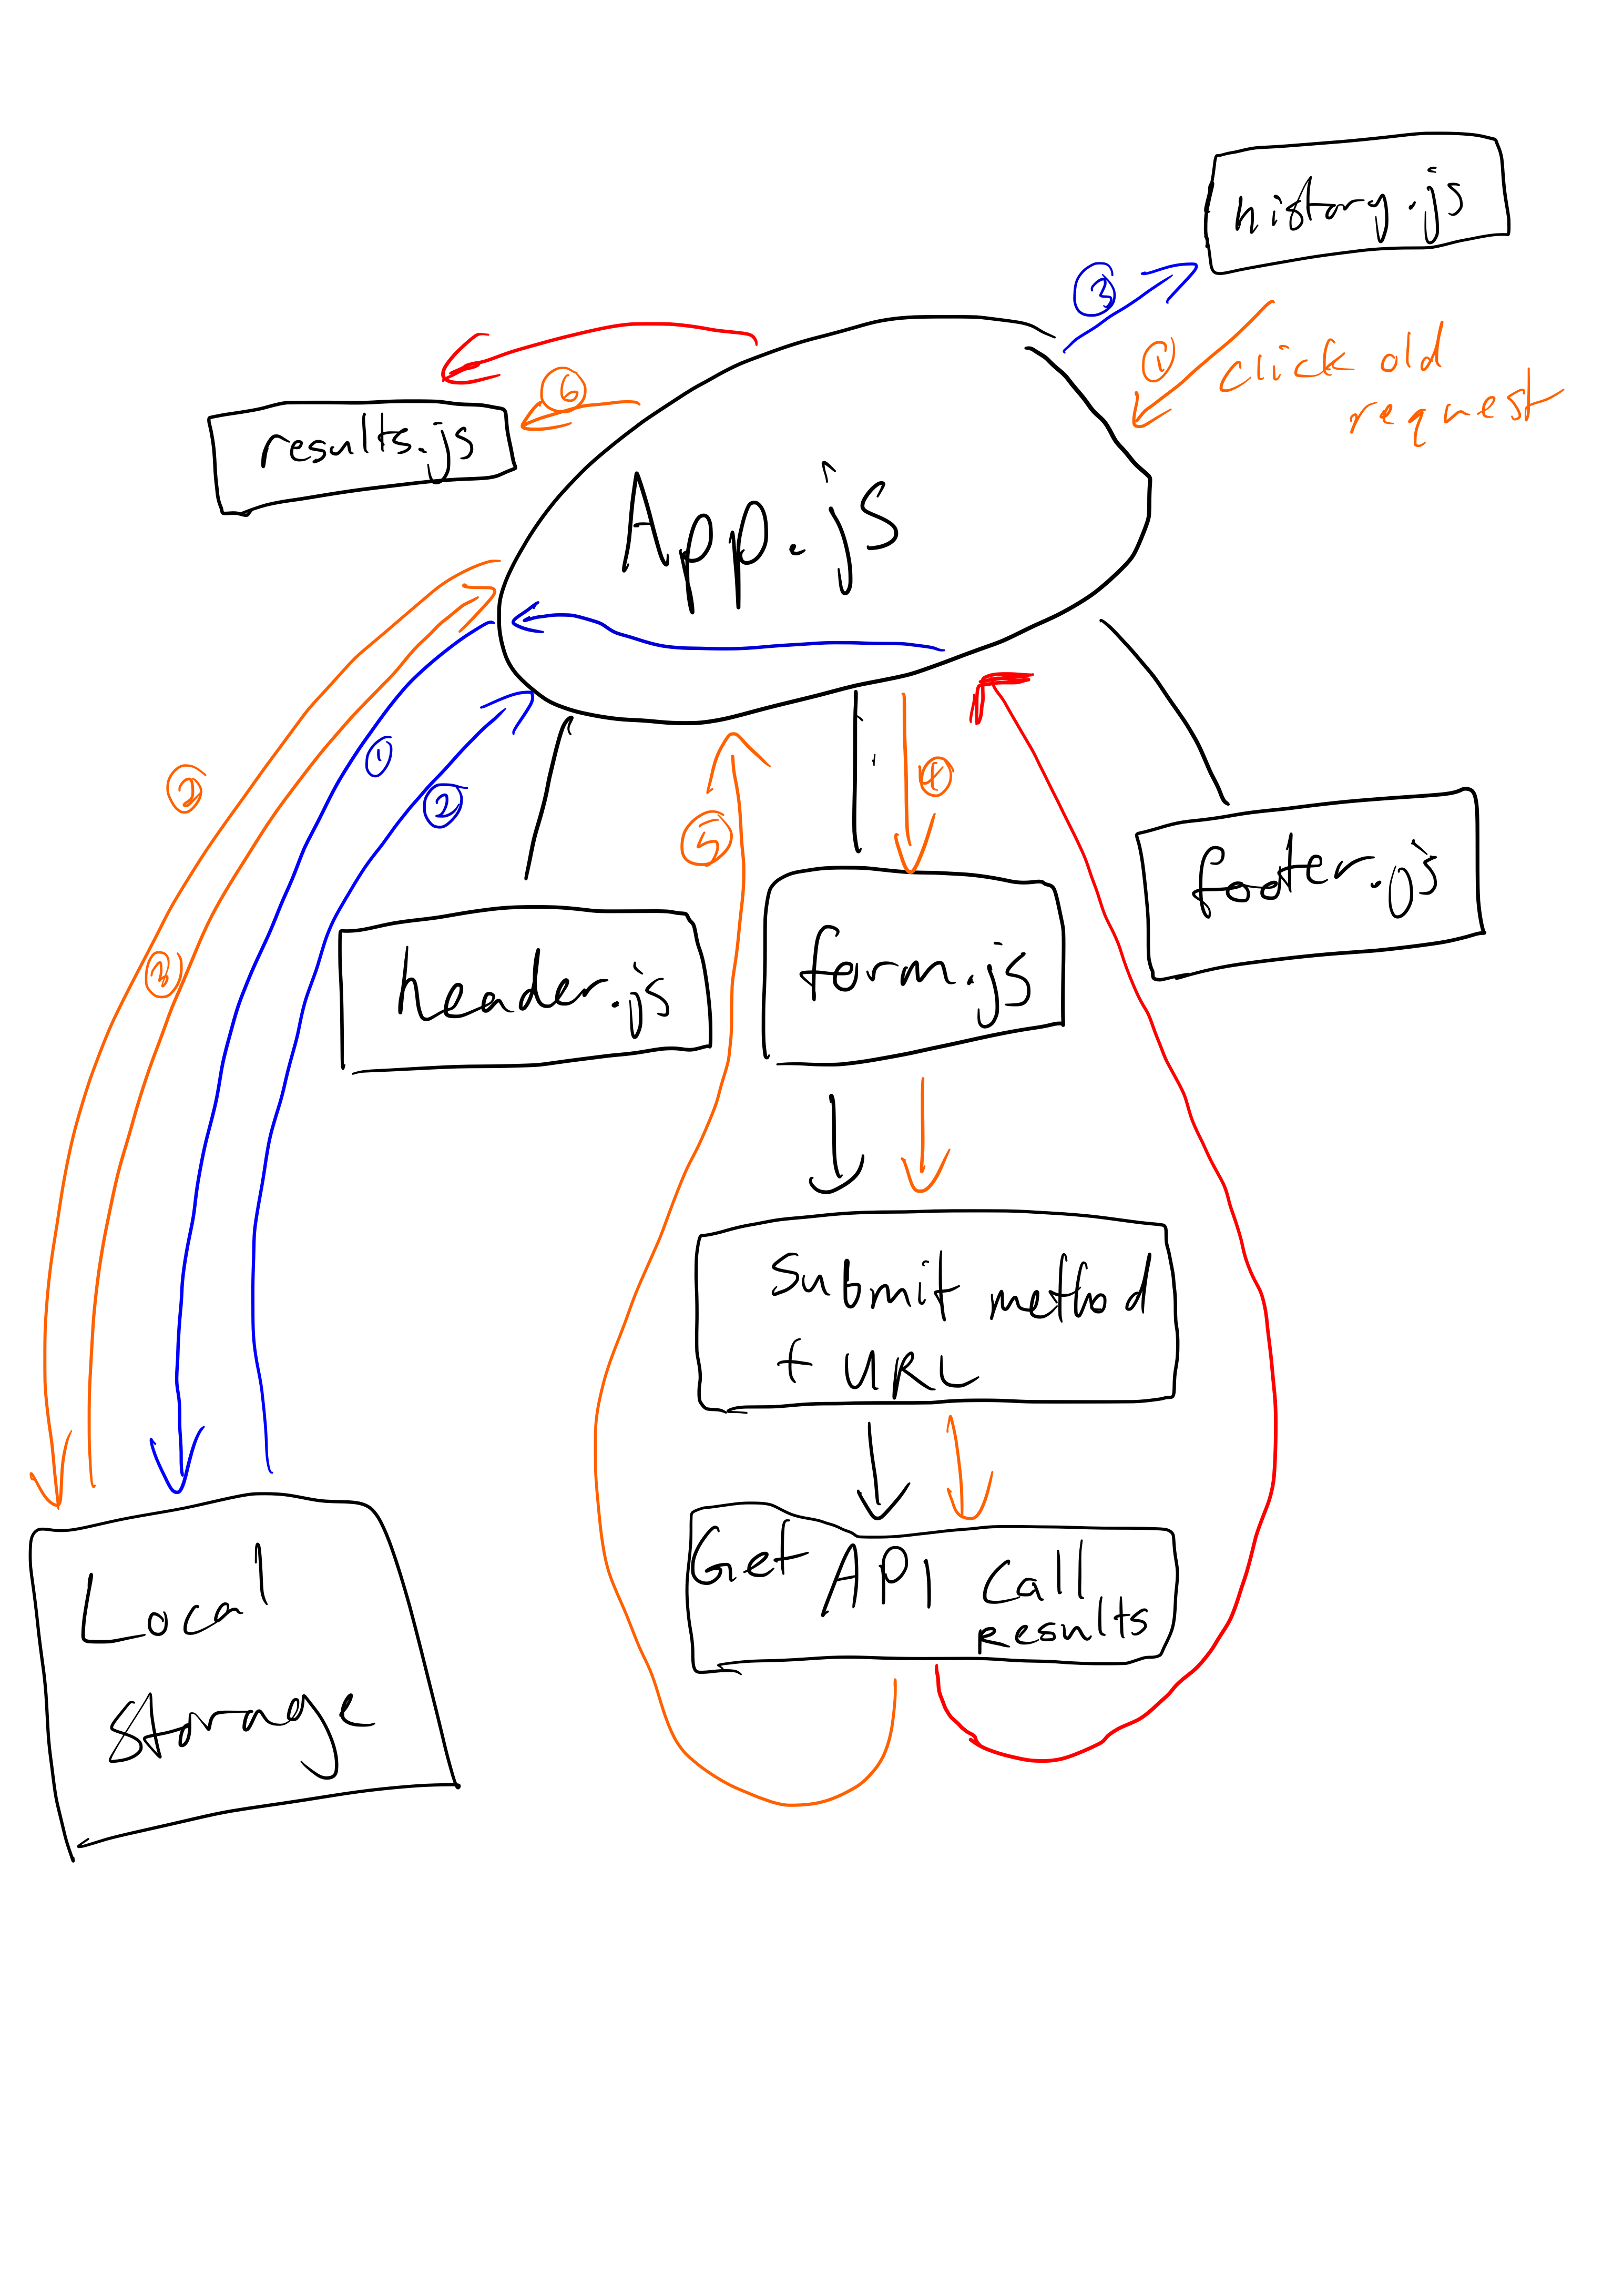 history.js
③
① click old
request
⑥
results.js
App.js
①
②
②
④
⑤
footer.js
③
header.js
form.js
Submit method
+ URL
Get API Call
results
Local
Storage